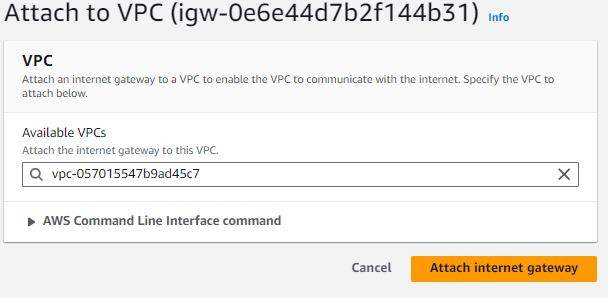 Attach to VPC (igw-0e6e44d7b2f144b31) Info
VPC
Attach an internet gateway to a VPC to enable the VPC to communicate with the internet. Specify the VPC to
attach below.
Available VPCs
Attach the internet gateway to this VPC.
vpc-057015547b9ad45c7
AWS Command Line Interface command
Cancel Attach internet gateway